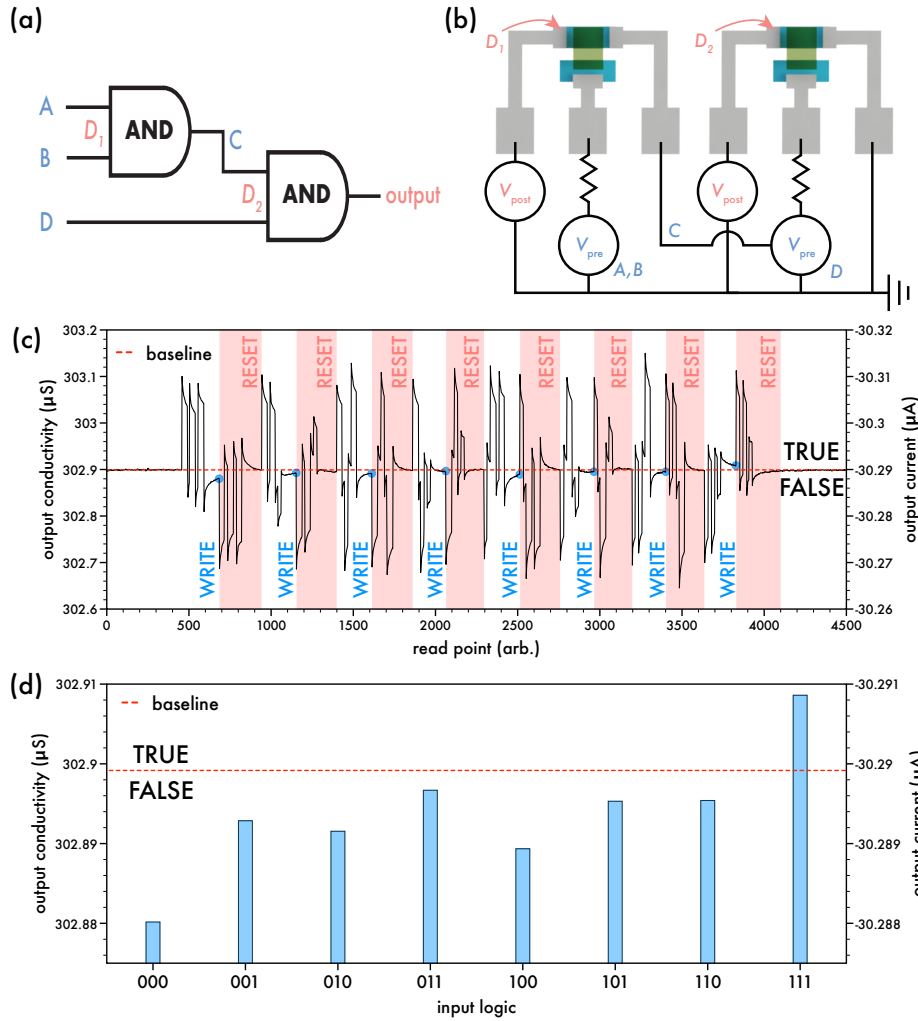 (a)
A
B
D
D1
AND
C
D2
AND
output
(b)
D1
D2
Vpost
Vpre
A,B
C
Vpost
Vpre
D
(c)
303.2
303.1
303
302.9
302.8
302.7
302.6
output conductivity (µS)
baseline
RESET
RESET
RESET
RESET
RESET
RESET
RESET
RESET
TRUE
FALSE
WRITE
WRITE
WRITE
WRITE
WRITE
WRITE
WRITE
WRITE
-30.32
-30.31
-30.3
-30.29
-30.28
-30.27
-30.26
output current (µA)
0 500 1000 1500 2000 2500 3000 3500 4000 4500
read point (arb.)
(d)
302.91
302.9
302.89
302.88
output conductivity (µS)
baseline
TRUE
FALSE
-30.291
-30.29
-30.289
-30.288
output current (µA)
000 001 010 011 100 101 110 111
input logic